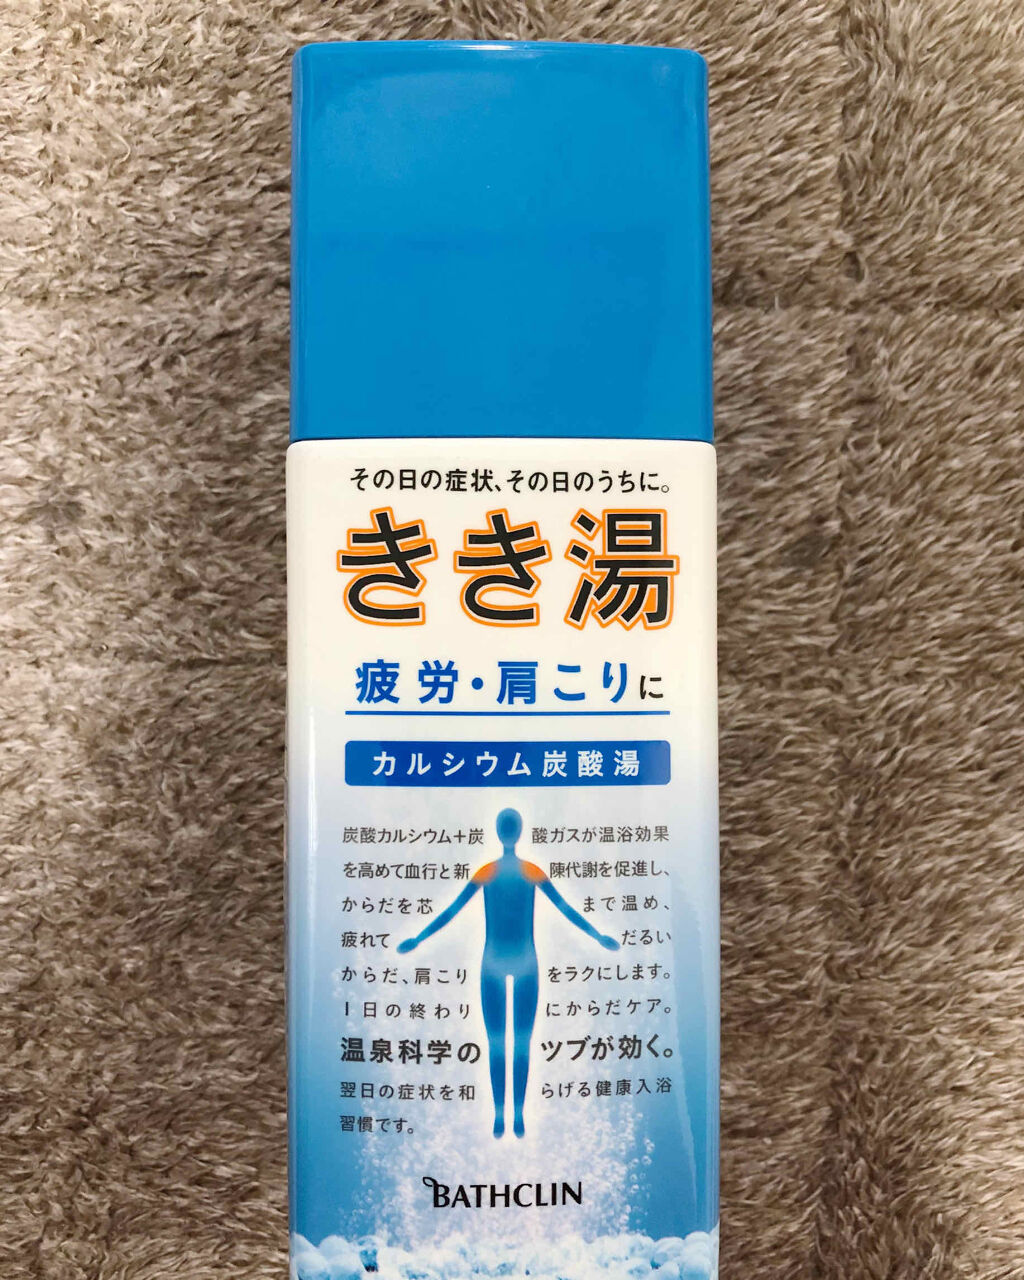 その日の症状、その日のうちに。
きき湯
疲労・肩こりに
カルシウム炭酸湯
炭酸カルシウム＋炭酸ガスが温浴効果
を高めて血行と新陳代謝を促進し、
からだを芯まで温め、
疲れてだるい
からだ、肩こりをラクにします。
1日の終わりにからだケア。
温泉科学のツブが効く。
翌日の症状を和らげる健康入浴
習慣です。
BATHCLIN